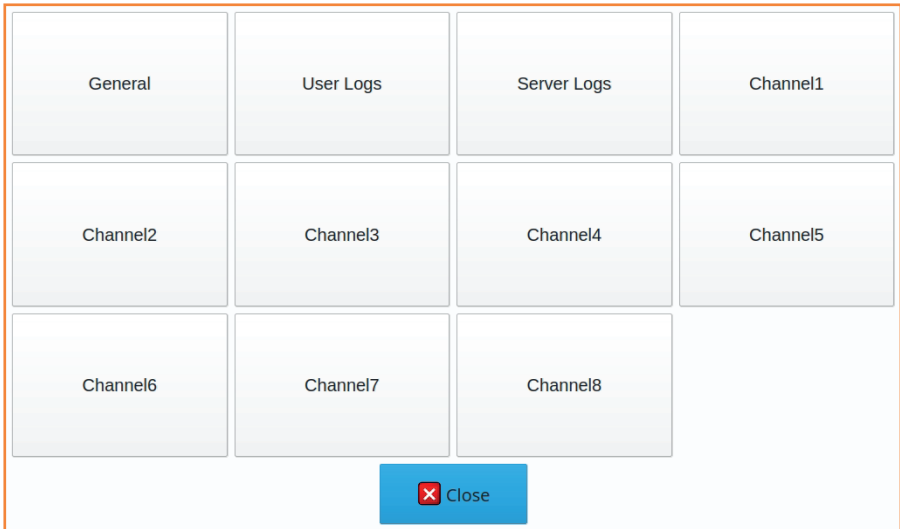 General
User Logs
Server Logs
Channel1
Channel2
Channel3
Channel4
Channel5
Channel6
Channel7
Channel8
Close